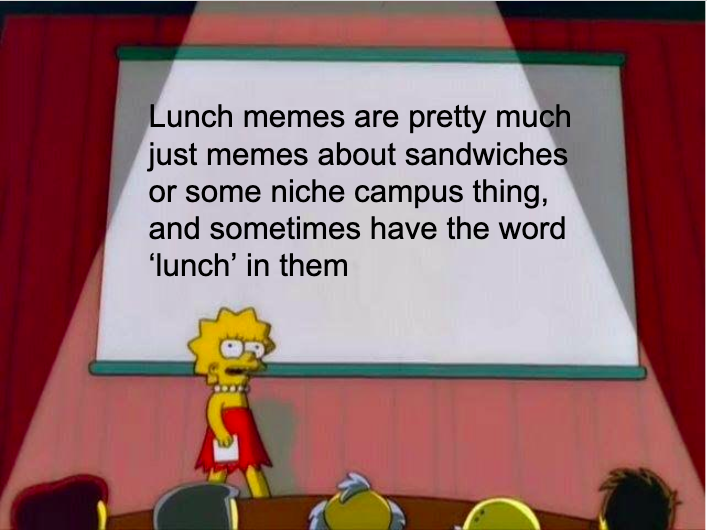 Lunch memes are pretty much
just memes about sandwiches
or some niche campus thing,
and sometimes have the word
‘lunch’ in them